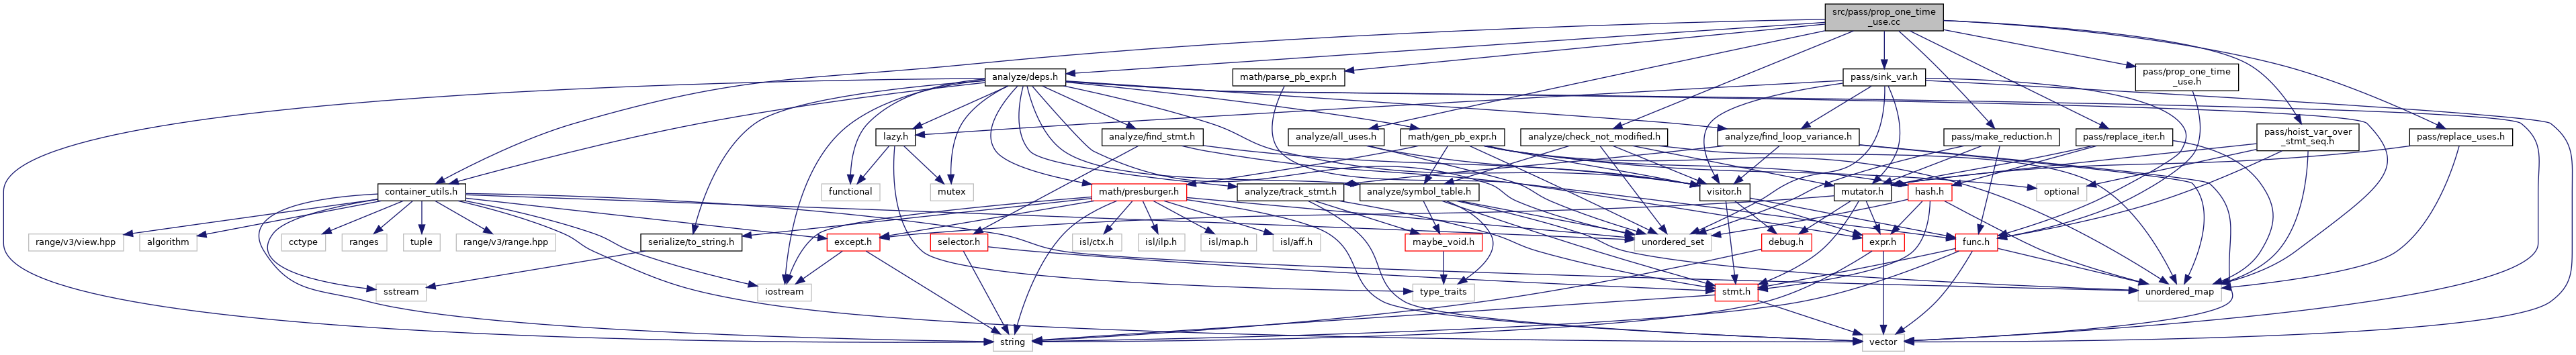 src/pass/prop_one_time
_use.cc
analyze/deps.h
math/parse_pb_expr.h
pass/sink_var.h
pass/prop_one_time
_use.h
lazy.h
analyze/find_stmt.h
analyze/all_uses.h
math/gen_pb_expr.h
analyze/check_not_modified.h
analyze/find_loop_variance.h
pass/make_reduction.h
pass/replace_iter.h
pass/hoist_var_over
_stmt_seq.h
pass/replace_uses.h
container_utils.h
functional
mutex
math/presburger.h
analyze/track_stmt.h
analyze/symbol_table.h
visitor.h
mutator.h
hash.h
optional
range/v3/view.hpp
algorithm
cctype
ranges
tuple
range/v3/range.hpp
serialize/to_string.h
except.h
selector.h
isl/ctx.h
isl/ilp.h
isl/map.h
isl/aff.h
maybe_void.h
unordered_set
debug.h
expr.h
func.h
sstream
iostream
type_traits
stmt.h
unordered_map
string
vector